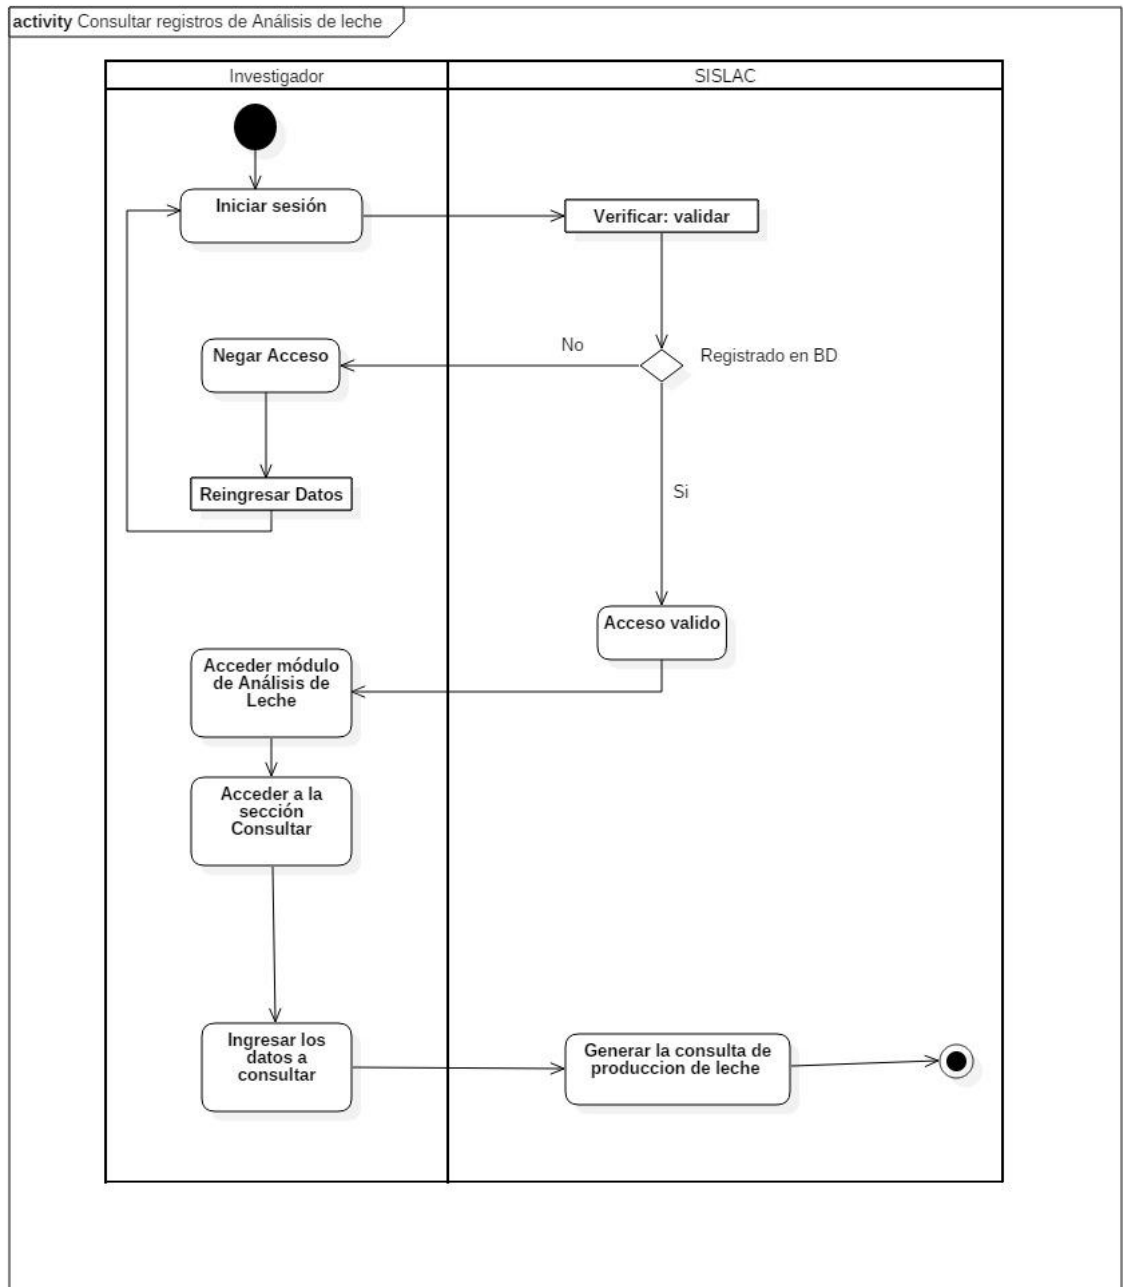 activity Consultar registros de Análisis de leche
Investigador
SISLAC
Iniciar sesión
Verificar: validar
Negar Acceso
No
Registrado en BD
Reingresar Datos
Si
Acceso valido
Acceder módulo
de Análisis de
Leche
Acceder a la
sección
Consultar
Ingresar los
datos a
consultar
Generar la consulta de
produccion de leche